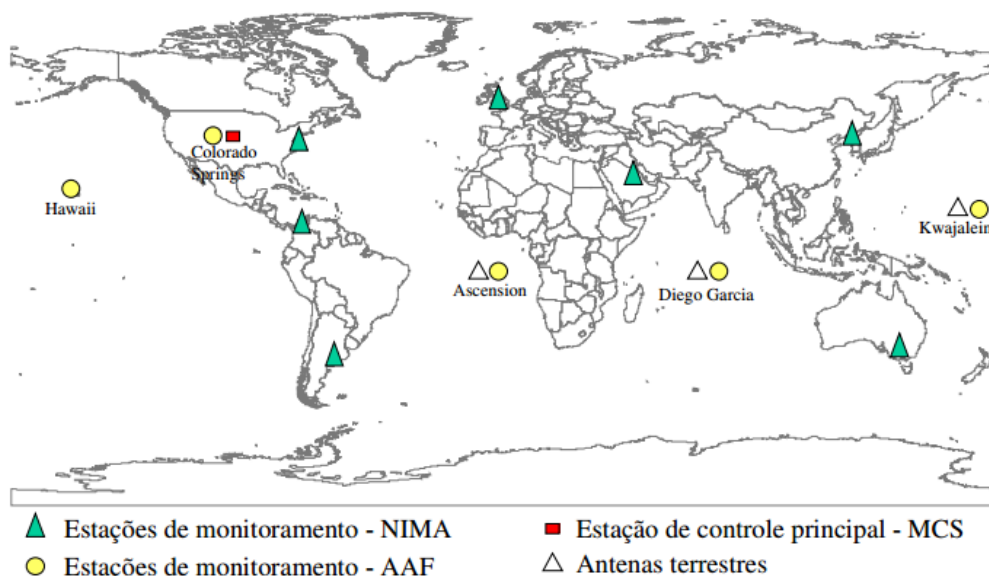 Colorado
Springs
Hawaii
Kwajalein
Ascension
Diego Garcia
Estações de monitoramento - NIMA
Estação de controle principal - MCS
Estações de monitoramento - AAF
Antenas terrestres